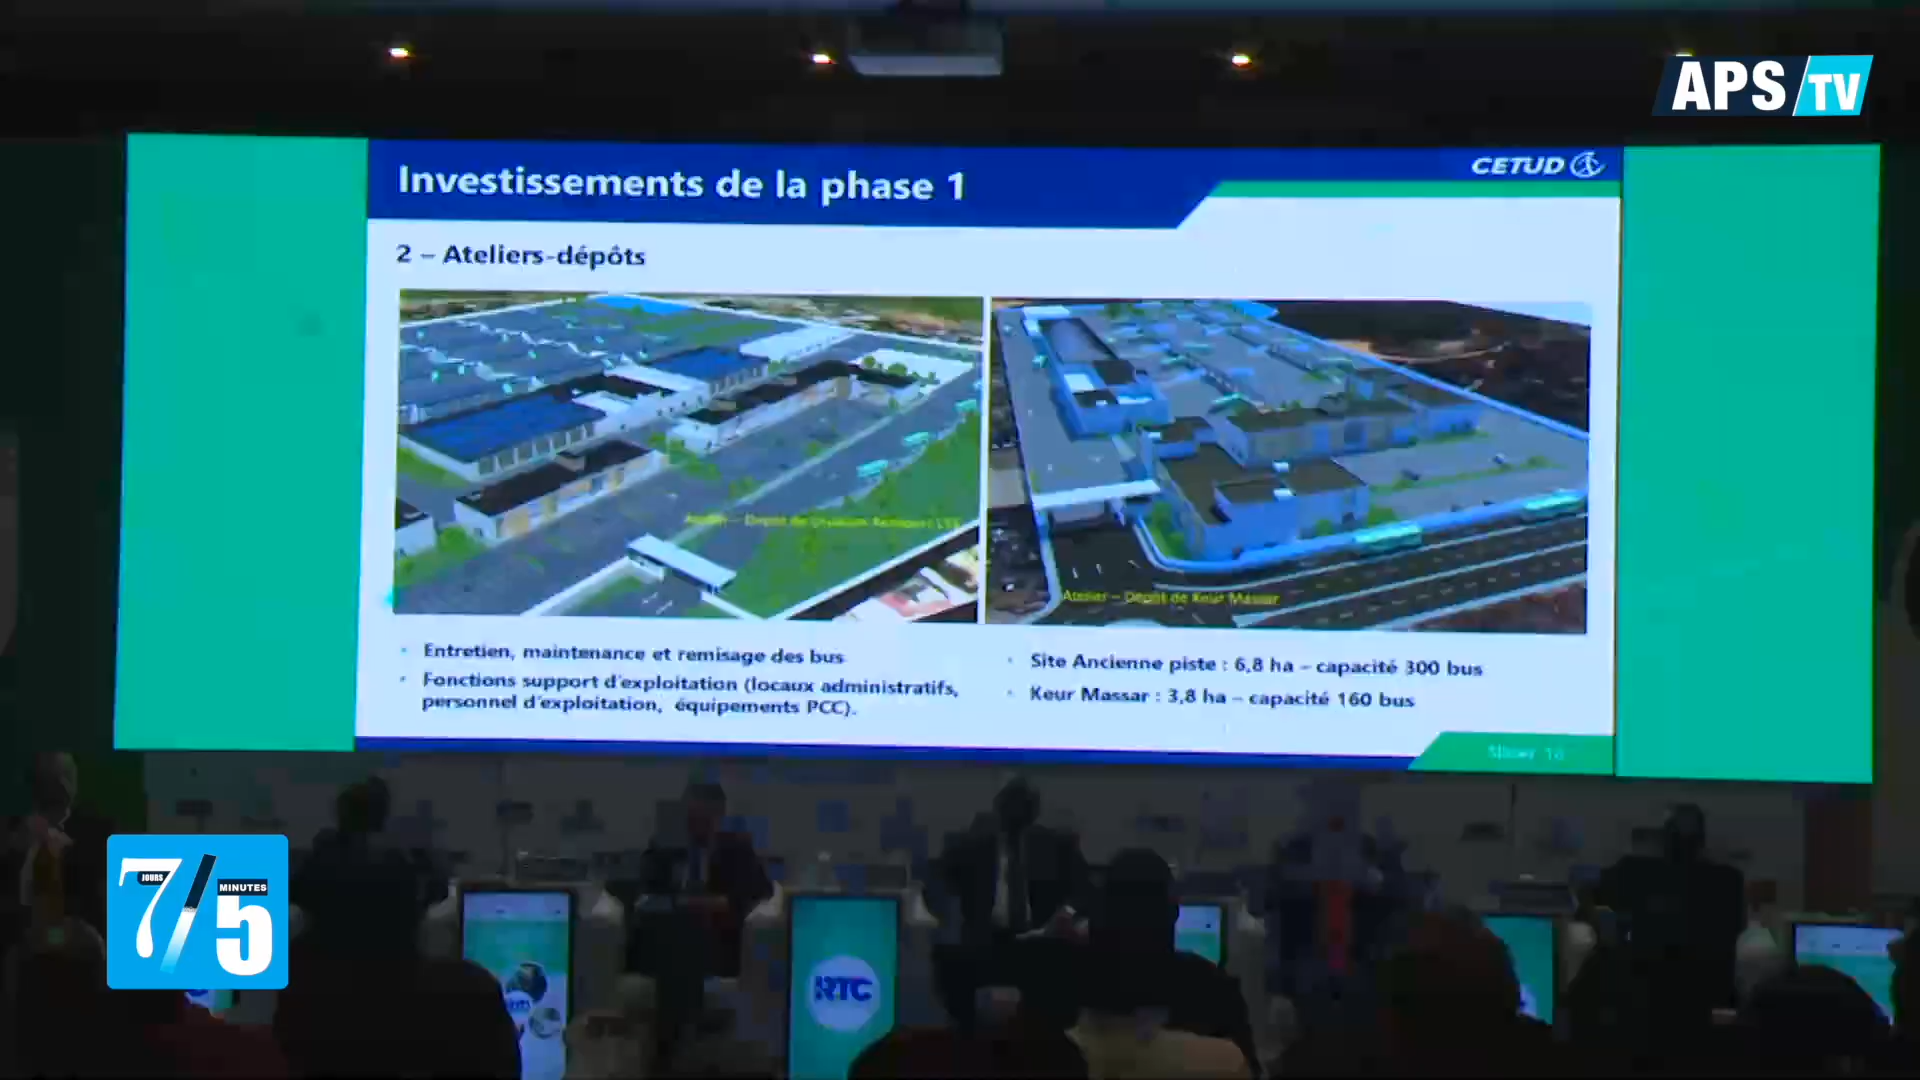 APS TV
Investissements de la phase 1
CETUD
2 – Ateliers-dépôts
Atelier – Dépôt de Keur Massar
Entretien, maintenance et remisage des bus
Fonctions support d'exploitation (locaux administratifs,
personnel d'exploitation, équipements PCC).
Site Ancienne piste : 6,8 ha – capacité 300 bus
Keur Massar : 3,8 ha – capacité 160 bus
7 JOURS / 5 MINUTES
RTC